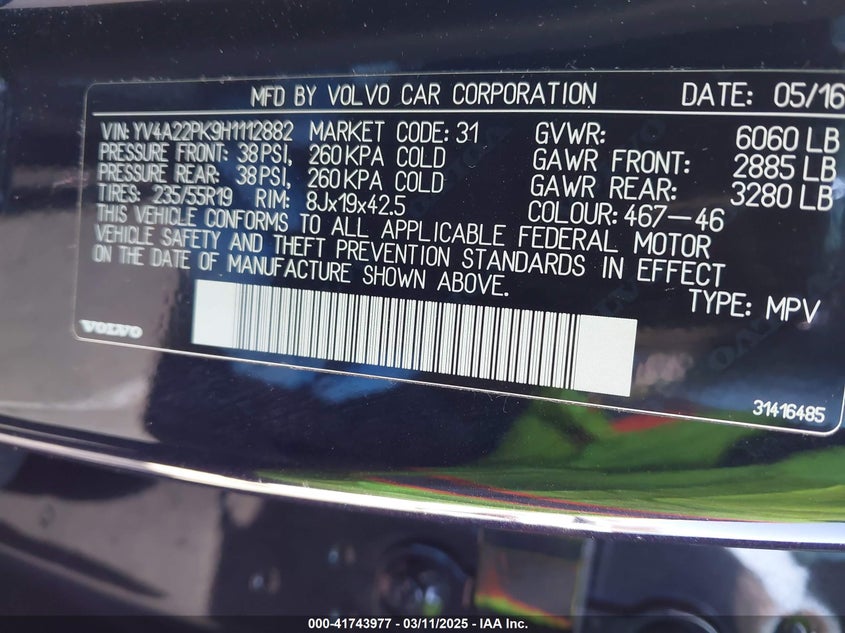 MFD BY VOLVO CAR CORPORATION DATE: 05/16
VIN: YV4A22PK9H1112882 MARKET CODE: 31 GVWR: 6060 LB
PRESSURE FRONT: 38 PSI, 260 KPA COLD GAWR FRONT: 2885 LB
PRESSURE REAR: 38 PSI, 260 KPA COLD GAWR REAR: 3280 LB
TIRES: 235/55R19 RIM: 8Jx19x42.5 COLOUR: 467-46
THIS VEHICLE CONFORMS TO ALL APPLICABLE FEDERAL MOTOR
VEHICLE SAFETY AND THEFT PREVENTION STANDARDS IN EFFECT
ON THE DATE OF MANUFACTURE SHOWN ABOVE.
TYPE: MPV
VOLVO
31416485
000-41743977 - 03/11/2025 - IAA Inc.